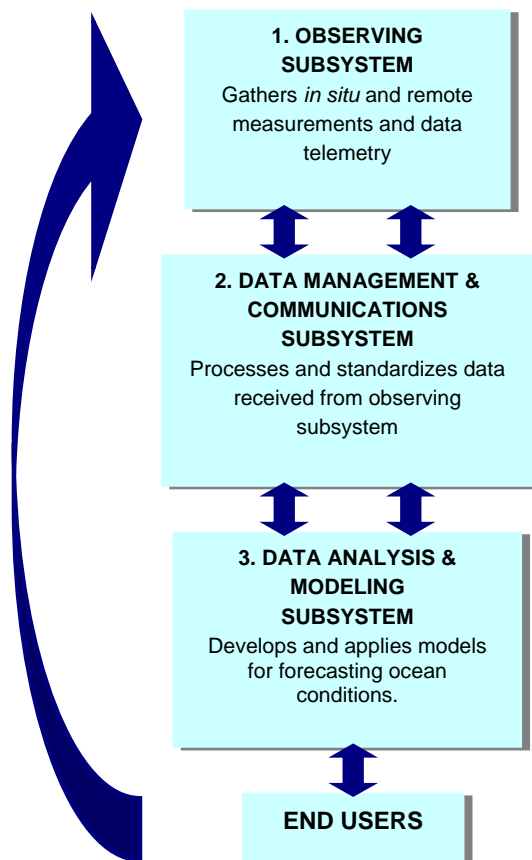 1. OBSERVING
SUBSYSTEM
Gathers in situ and remote
measurements and data
telemetry
2. DATA MANAGEMENT &
COMMUNICATIONS
SUBSYSTEM
Processes and standardizes data
received from observing
subsystem
3. DATA ANALYSIS &
MODELING
SUBSYSTEM
Develops and applies models
for forecasting ocean
conditions.
END USERS